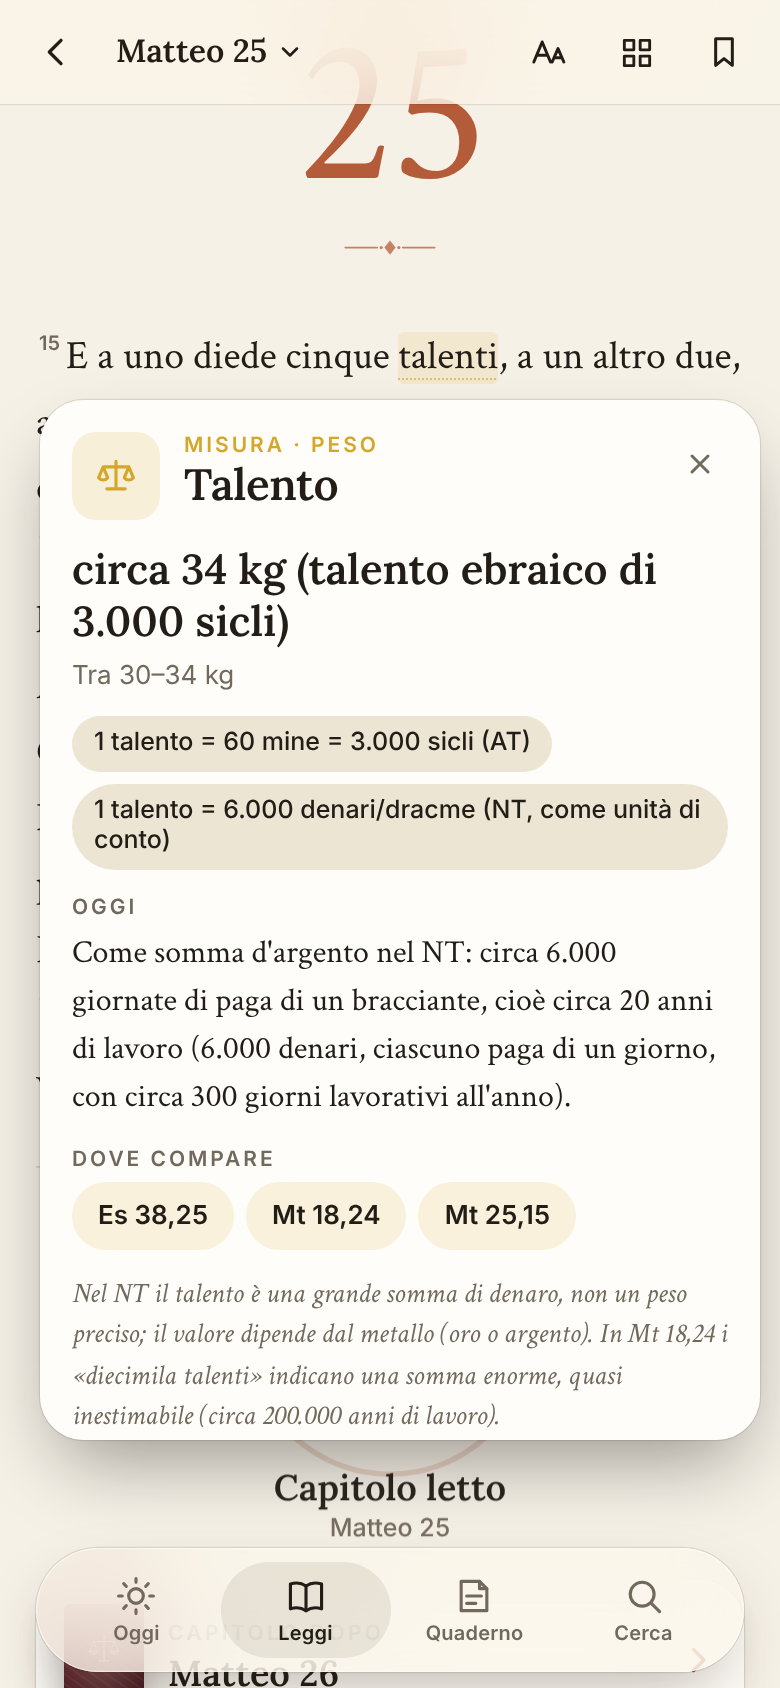 Matteo 25
25
15 E a uno diede cinque talenti, a un altro due,
MISURA · PESO
Talento
circa 34 kg (talento ebraico di
3.000 sicli)
Tra 30–34 kg
1 talento = 60 mine = 3.000 sicli (AT)
1 talento = 6.000 denari/dracme (NT, come unità di
conto)
OGGI
Come somma d'argento nel NT: circa 6.000
giornate di paga di un bracciante, cioè circa 20 anni
di lavoro (6.000 denari, ciascuno paga di un giorno,
con circa 300 giorni lavorativi all'anno).
DOVE COMPARE
Es 38,25
Mt 18,24
Mt 25,15
Nel NT il talento è una grande somma di denaro, non un peso
preciso; il valore dipende dal metallo (oro o argento). In Mt 18,24 i
«diecimila talenti» indicano una somma enorme, quasi
inestimabile (circa 200.000 anni di lavoro).
Capitolo letto
Matteo 25
Oggi
Leggi
Quaderno
Cerca
Matteo 26